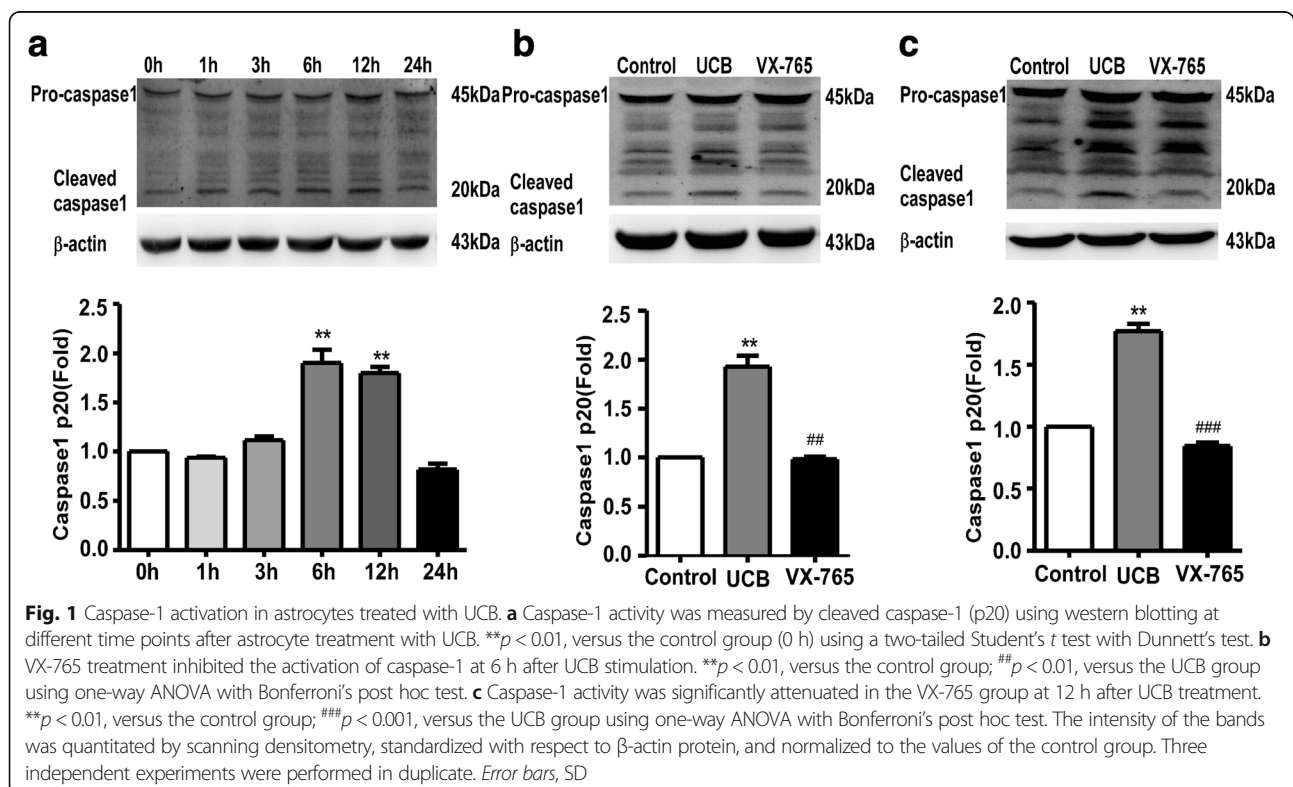 a
0h 1h 3h 6h 12h 24h
Pro-caspase1
45kDa
Cleaved
caspase1
20kDa
β-actin
43kDa
Caspase1 p20(Fold)
2.5
2.0
1.5
1.0
0.5
0.0
** **
0h 1h 3h 6h 12h 24h
b
Control UCB VX-765
Pro-caspase1
45kDa
Cleaved
caspase1
20kDa
β-actin
43kDa
Caspase1 p20(Fold)
2.5
2.0
1.5
1.0
0.5
0.0
**
##
Control UCB VX-765
c
Control UCB VX-765
Pro-caspase1
45kDa
Cleaved
caspase1
20kDa
β-actin
43kDa
Caspase1 p20(Fold)
2.0
1.5
1.0
0.5
0.0
**
###
Control UCB VX-765
Fig. 1 Caspase-1 activation in astrocytes treated with UCB. a Caspase-1 activity was measured by cleaved caspase-1 (p20) using western blotting at
different time points after astrocyte treatment with UCB. **p < 0.01, versus the control group (0 h) using a two-tailed Student's t test with Dunnett's test. b
VX-765 treatment inhibited the activation of caspase-1 at 6 h after UCB stimulation. **p < 0.01, versus the control group; ##p < 0.01, versus the UCB group
using one-way ANOVA with Bonferroni's post hoc test. c Caspase-1 activity was significantly attenuated in the VX-765 group at 12 h after UCB treatment.
**p < 0.01, versus the control group; ###p < 0.001, versus the UCB group using one-way ANOVA with Bonferroni's post hoc test. The intensity of the bands
was quantitated by scanning densitometry, standardized with respect to β-actin protein, and normalized to the values of the control group. Three
independent experiments were performed in duplicate. Error bars, SD